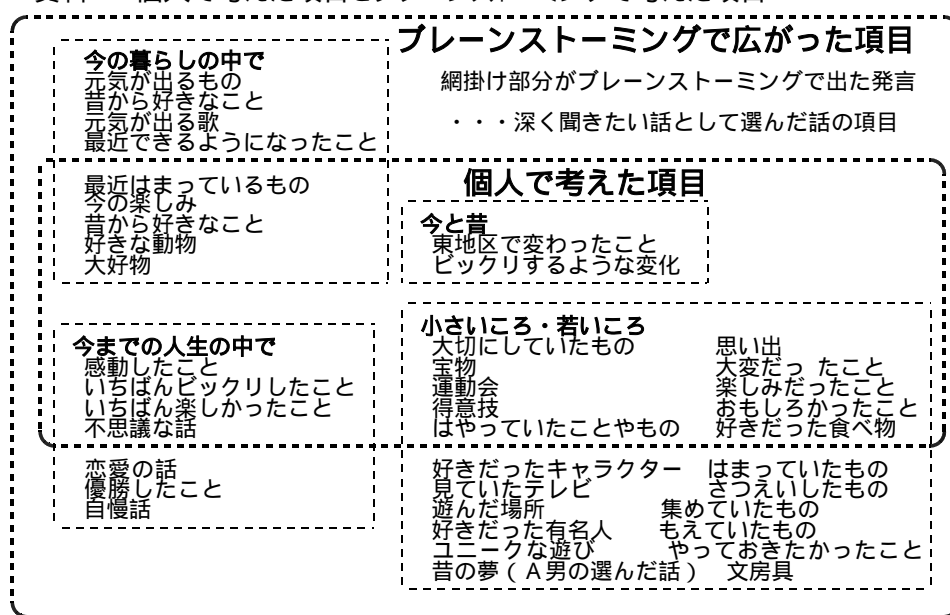 ブレーンストーミングで広がった項目
網掛け部分がブレーンストーミングで出た発言
・・・深く聞きたい話として選んだ話の項目
今の暮らしの中で
元気が出るもの
昔から好きなこと
元気が出る歌
最近できるようになったこと
最近はまっているもの
今の楽しみ
昔から好きなこと
好きな動物
大好物
個人で考えた項目
今と昔
東地区で変わったこと
ビックリするような変化
今までの人生の中で
感動したこと
いちばんビックリしたこと
いちばん楽しかったこと
不思議な話
恋愛の話
優勝したこと
自慢話
小さいころ・若いころ
大切にしていたもの 思い出
宝物 大変だっ たこと
運動会 楽しみだったこと
得意技 おもしろかったこと
はやっていたことやもの 好きだった食べ物
好きだったキャラクター はまっていたもの
見ていたテレビ さつえいしたもの
遊んだ場所 集めていたもの
好きだった有名人 もえていたもの
ユニークな遊び やっておきたかったこと
昔の夢(A男の選んだ話) 文房具